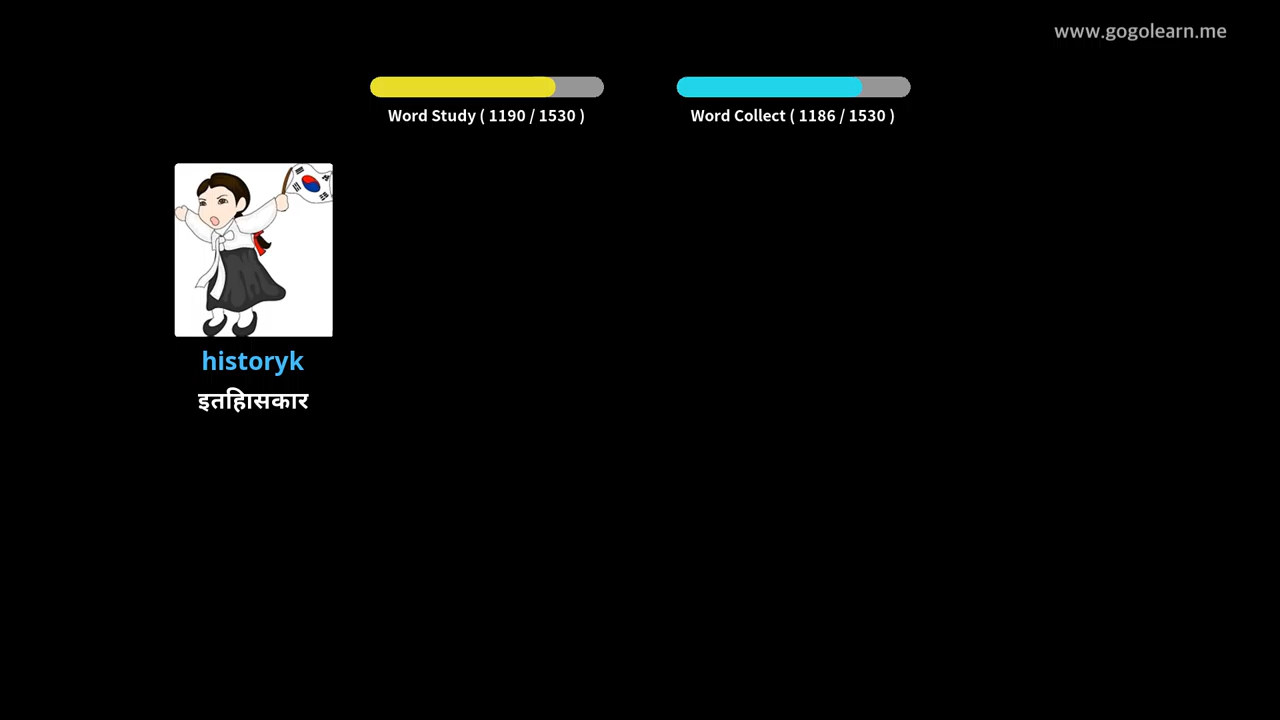 www.gogolearn.me
Word Study ( 1190 / 1530 )
Word Collect ( 1186 / 1530 )
historyk
इतिहासकार